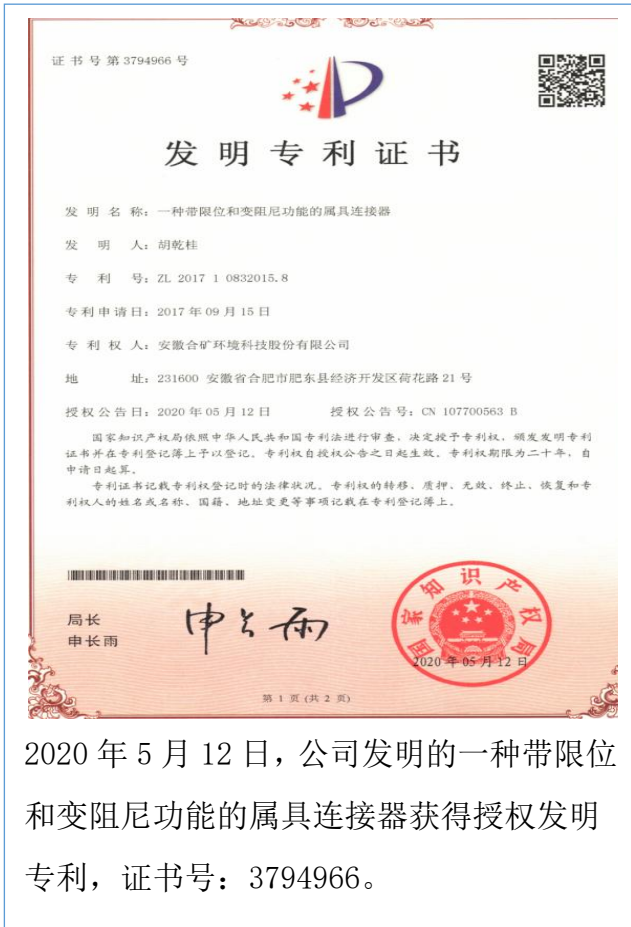 证书号第3794966号
发明专利证书
发 明 名 称：一种带限位和变阻尼功能的属具连接器
发 明 人：胡乾桂
专 利 号：ZL 2017 1 0832015.8
专利申请日：2017年09月15日
专 利 权 人：安徽合矿环境科技股份有限公司
地 址：231600 安徽省合肥市肥东县经济开发区荷花路21号
授权公告日：2020年05月12日 授权公告号：CN 107700563 B
国家知识产权局依照中华人民共和国专利法进行审查，决定授予专利权，颁发发明专利
证书并在专利登记簿上予以登记。专利权自授权公告之日起生效。专利权期限为二十年，自
申请日起算。
专利证书记载专利权登记时的法律状况。专利权的转移、质押、无效、终止、恢复和专
利权人的姓名或名称、国籍、地址变更等事项记载在专利登记簿上。
局长
申长雨
申长雨
国家知识产权局
2020年05月12日
第 1 页 (共 2 页)
2020年5月12日，公司发明的一种带限位
和变阻尼功能的属具连接器获得授权发明
专利，证书号：3794966。